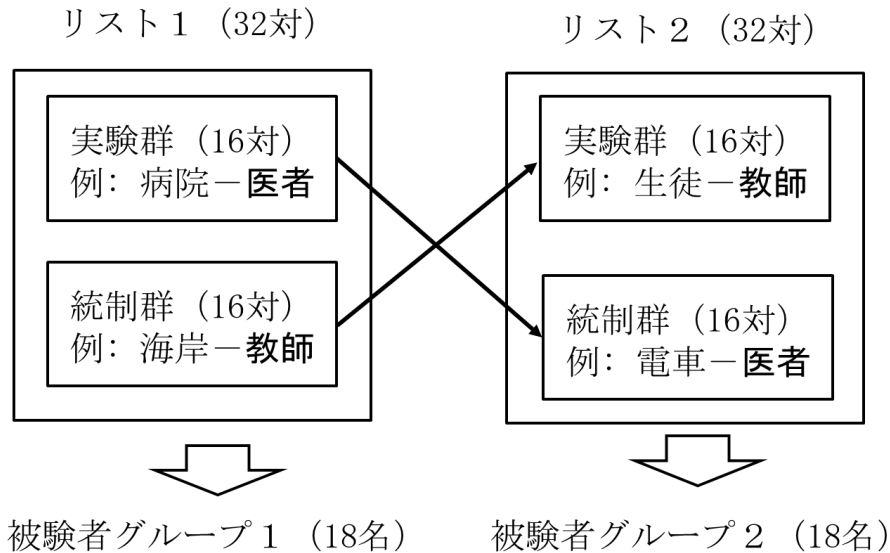 リスト１（32対）
実験群（16対）
例：病院－医者
統制群（16対）
例：海岸－教師
被験者グループ１（18名）
リスト２（32対）
実験群（16対）
例：生徒－教師
統制群（16対）
例：電車－医者
被験者グループ２（18名）